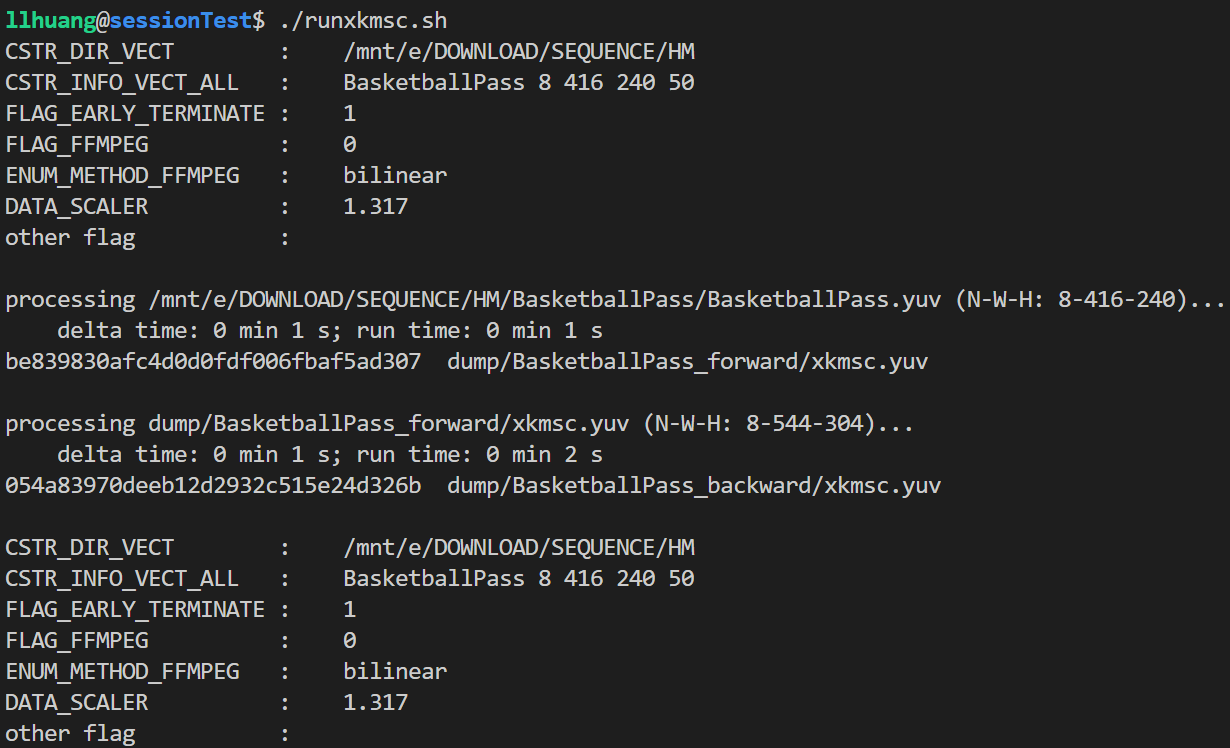 llhuang@sessionTest$ ./runxkmsc.sh
CSTR_DIR_VECT        :    /mnt/e/DOWNLOAD/SEQUENCE/HM
CSTR_INFO_VECT_ALL   :    BasketballPass 8 416 240 50
FLAG_EARLY_TERMINATE :    1
FLAG_FFMPEG          :    0
ENUM_METHOD_FFMPEG   :    bilinear
DATA_SCALER          :    1.317
other flag           :

processing /mnt/e/DOWNLOAD/SEQUENCE/HM/BasketballPass/BasketballPass.yuv (N-W-H: 8-416-240)...
    delta time: 0 min 1 s; run time: 0 min 1 s
be839830afc4d0d0fdf006fbaf5ad307  dump/BasketballPass_forward/xkmsc.yuv

processing dump/BasketballPass_forward/xkmsc.yuv (N-W-H: 8-544-304)...
    delta time: 0 min 1 s; run time: 0 min 2 s
054a83970deeb12d2932c515e24d326b  dump/BasketballPass_backward/xkmsc.yuv

CSTR_DIR_VECT        :    /mnt/e/DOWNLOAD/SEQUENCE/HM
CSTR_INFO_VECT_ALL   :    BasketballPass 8 416 240 50
FLAG_EARLY_TERMINATE :    1
FLAG_FFMPEG          :    0
ENUM_METHOD_FFMPEG   :    bilinear
DATA_SCALER          :    1.317
other flag           :